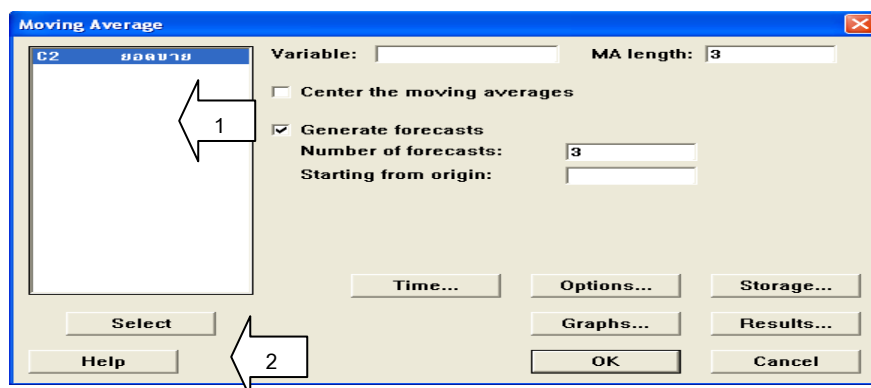 Moving Average
C2 ยอดขาย
Variable:
MA length: 3
Center the moving averages
1
Generate forecasts
Number of forecasts: 3
Starting from origin:
Time...
Options...
Storage...
Select
Graphs...
Results...
Help
2
OK
Cancel